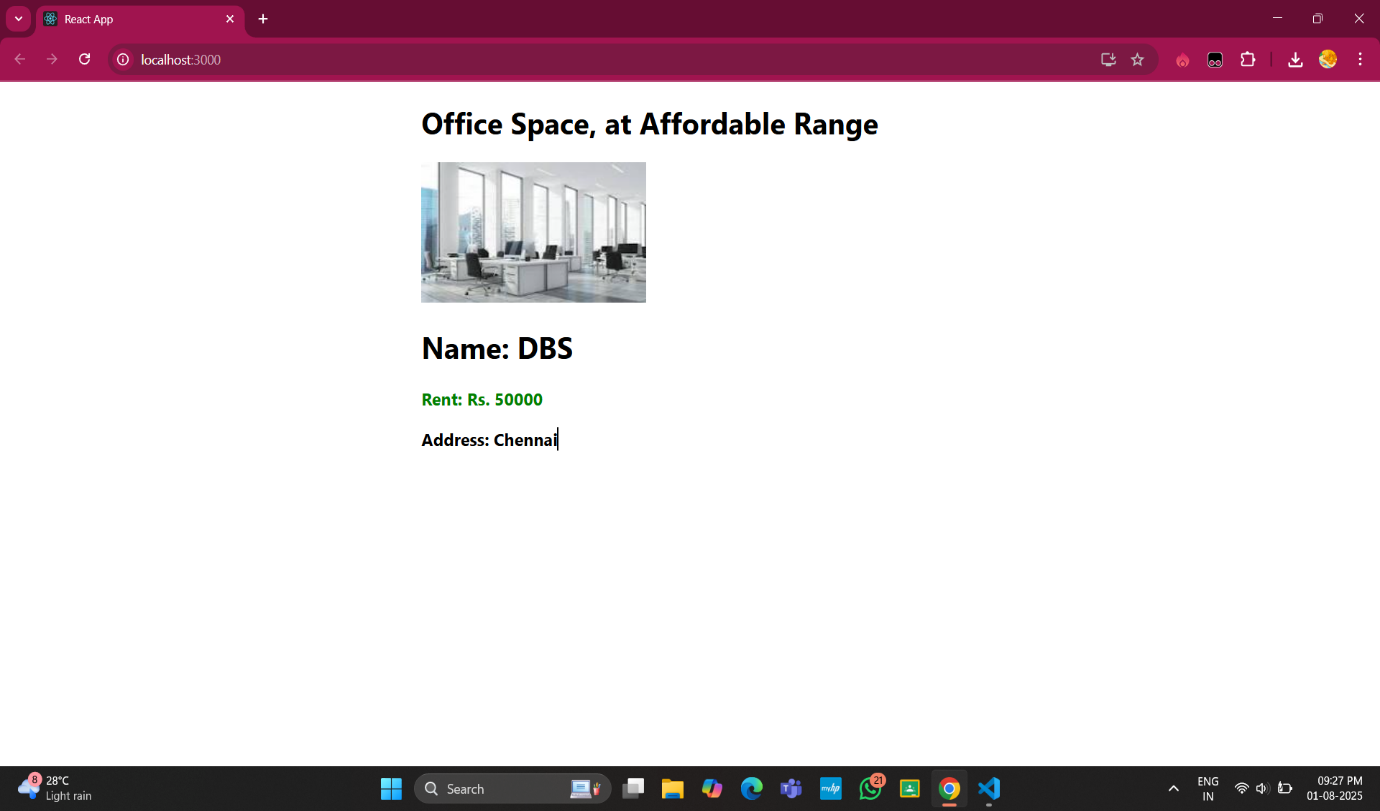 React App
localhost:3000
Office Space, at Affordable Range
Name: DBS
Rent: Rs. 50000
Address: Chennai
8
28°C
Light rain
Search
myhp
21
ENG
IN
09:27 PM
01-08-2025